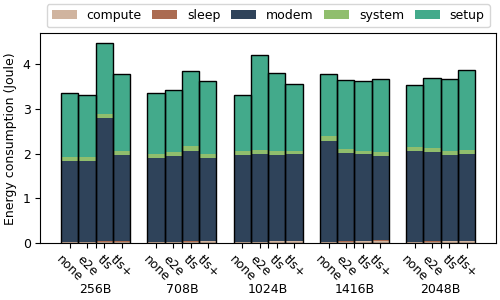 compute sleep modem system setup
Energy consumption (Joule)
4
3
2
1
0
none e2e tls tls+ none e2e tls tls+ none e2e tls tls+ none e2e tls tls+ none e2e tls tls+
256B 708B 1024B 1416B 2048B